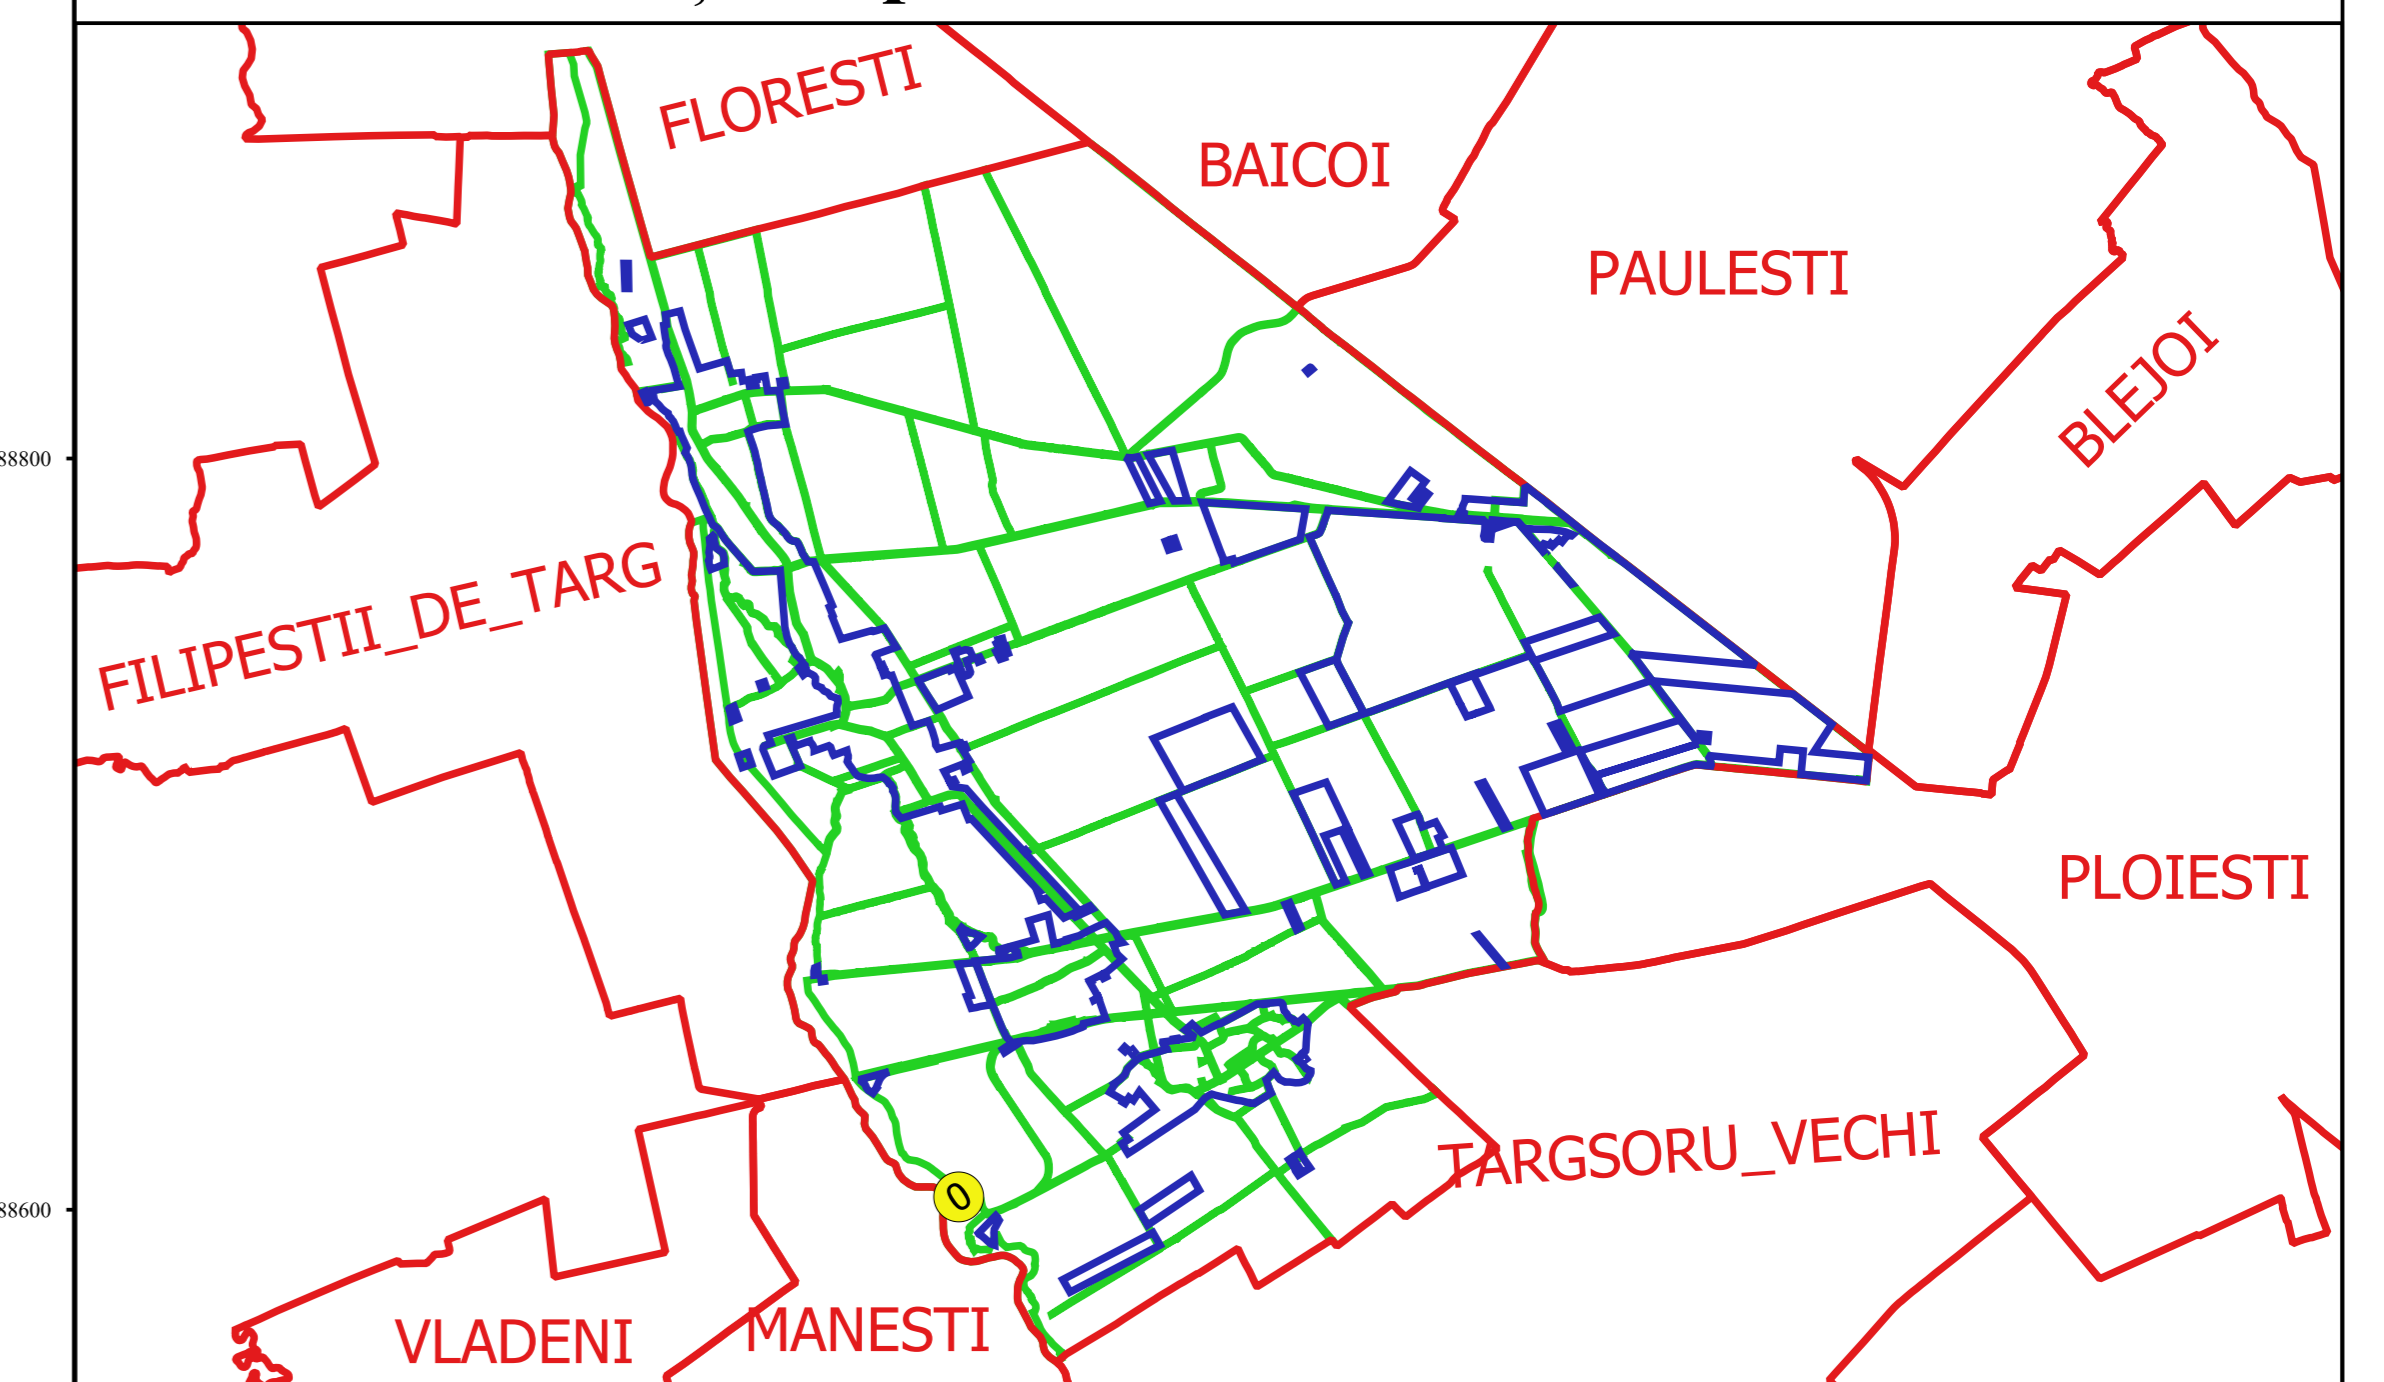 FLORESTI
BAICOI
PAULESTI
BLEJOI
88800
FILIPESTII_DE_TARG
PLOIESTI
TARGSORU_VECHI
0
88600
VLADENI
MANESTI